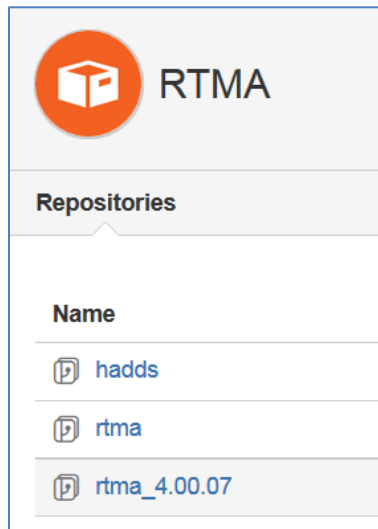 RTMA
Repositories
Name
hadds
rtma
rtma_4.00.07